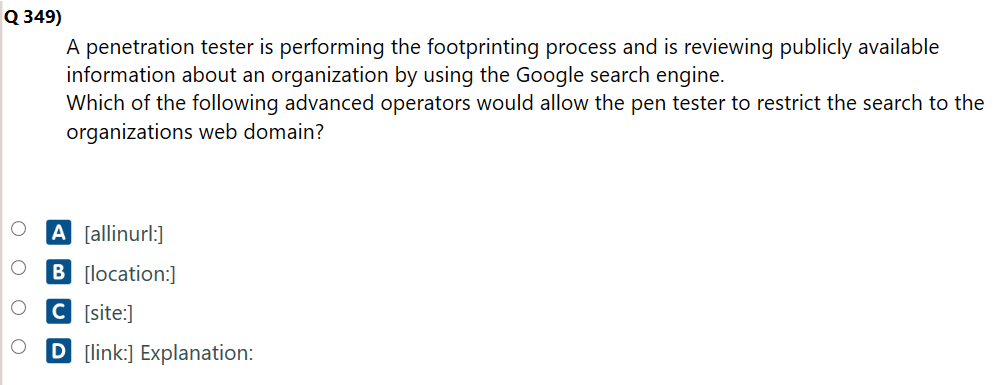 Q 349)
A penetration tester is performing the footprinting process and is reviewing publicly available
information about an organization by using the Google search engine.
Which of the following advanced operators would allow the pen tester to restrict the search to the
organizations web domain?
A [allinurl:]
B [location:]
C [site:]
D [link:] Explanation: